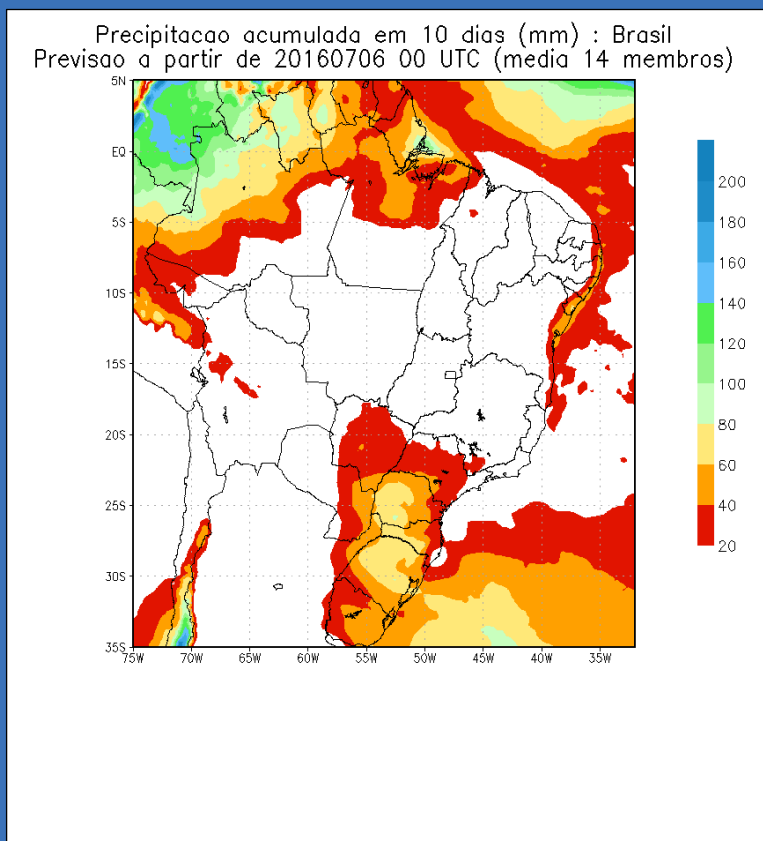 Precipitacao acumulada em 10 dias (mm) : Brasil
Previsao a partir de 20160706 00 UTC (media 14 membros)
5N
EQ
5S
10S
15S
20S
25S
30S
35S
75W 70W 65W 60W 55W 50W 45W 40W 35W
200
180
160
140
120
100
80
60
40
20